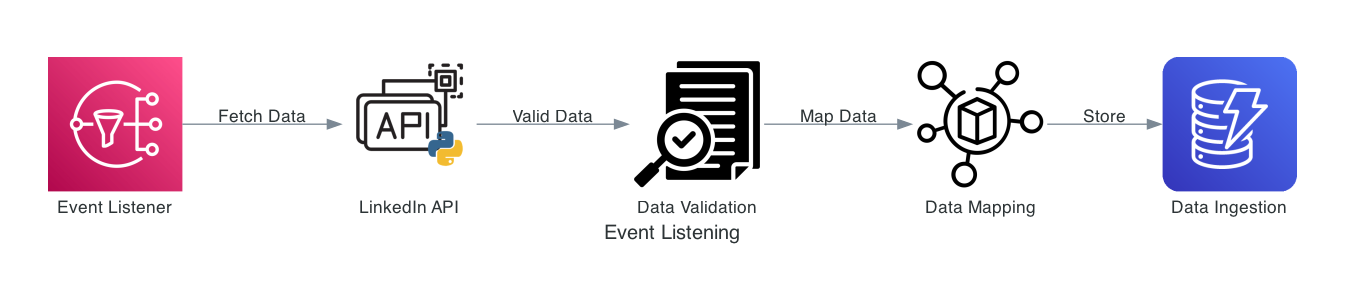 Fetch Data
Valid Data
Map Data
Store
API
Event Listener
LinkedIn API
Data Validation
Data Mapping
Data Ingestion
Event Listening